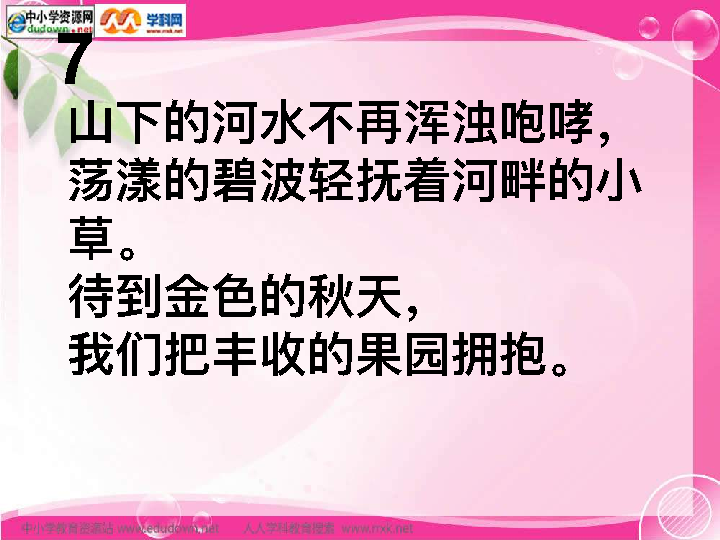 中小学资源网
dudown.net
学科网
www.nrxk.net
7
山下的河水不再浑浊咆哮，
荡漾的碧波轻抚着河畔的小
草。
待到金色的秋天，
我们把丰收的果园拥抱。
中小学教育资源站 www.edudown.net 人人学科教育搜索 www.rrxk.net